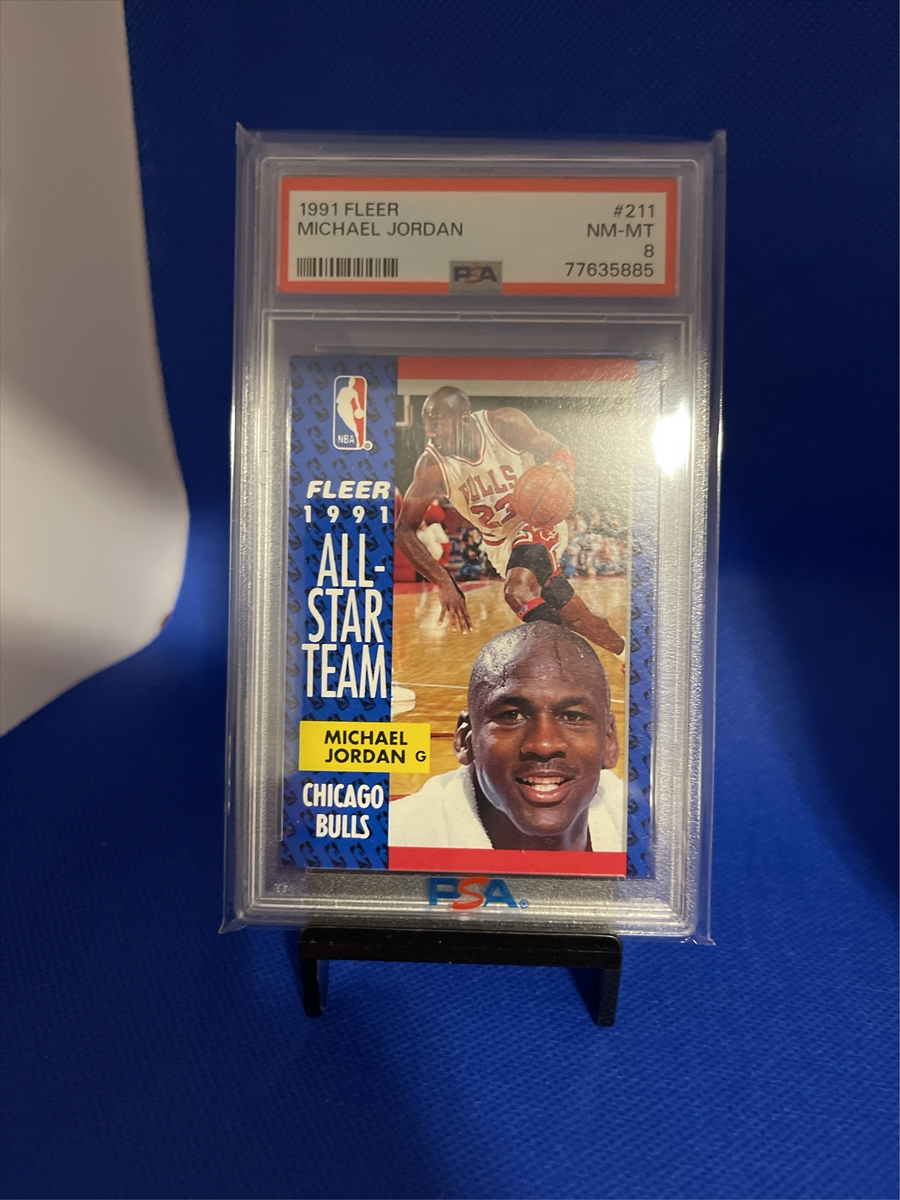 1991 FLEER #211
MICHAEL JORDAN NM-MT
8
77635885
PSA
NBA
FLEER
1991
ALL-
STAR
TEAM
BULLS
23
MICHAEL
JORDAN G
CHICAGO
BULLS
PSA